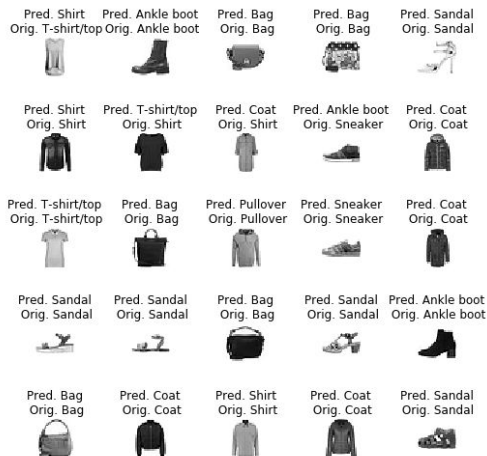 Pred. Shirt Pred. Ankle boot Pred. Bag Pred. Bag Pred. Sandal
Orig. T-shirt/top Orig. Ankle boot Orig. Bag Orig. Bag Orig. Sandal
Pred. Shirt Pred. T-shirt/top Pred. Coat Pred. Ankle boot Pred. Coat
Orig. Shirt Orig. Shirt Orig. Shirt Orig. Sneaker Orig. Coat
Pred. T-shirt/top Pred. Bag Pred. Pullover Pred. Sneaker Pred. Coat
Orig. T-shirt/top Orig. Bag Orig. Pullover Orig. Sneaker Orig. Coat
Pred. Sandal Pred. Sandal Pred. Bag Pred. Sandal Pred. Ankle boot
Orig. Sandal Orig. Sandal Orig. Bag Orig. Sandal Orig. Ankle boot
Pred. Bag Pred. Coat Pred. Shirt Pred. Coat Pred. Sandal
Orig. Bag Orig. Coat Orig. Shirt Orig. Coat Orig. Sandal